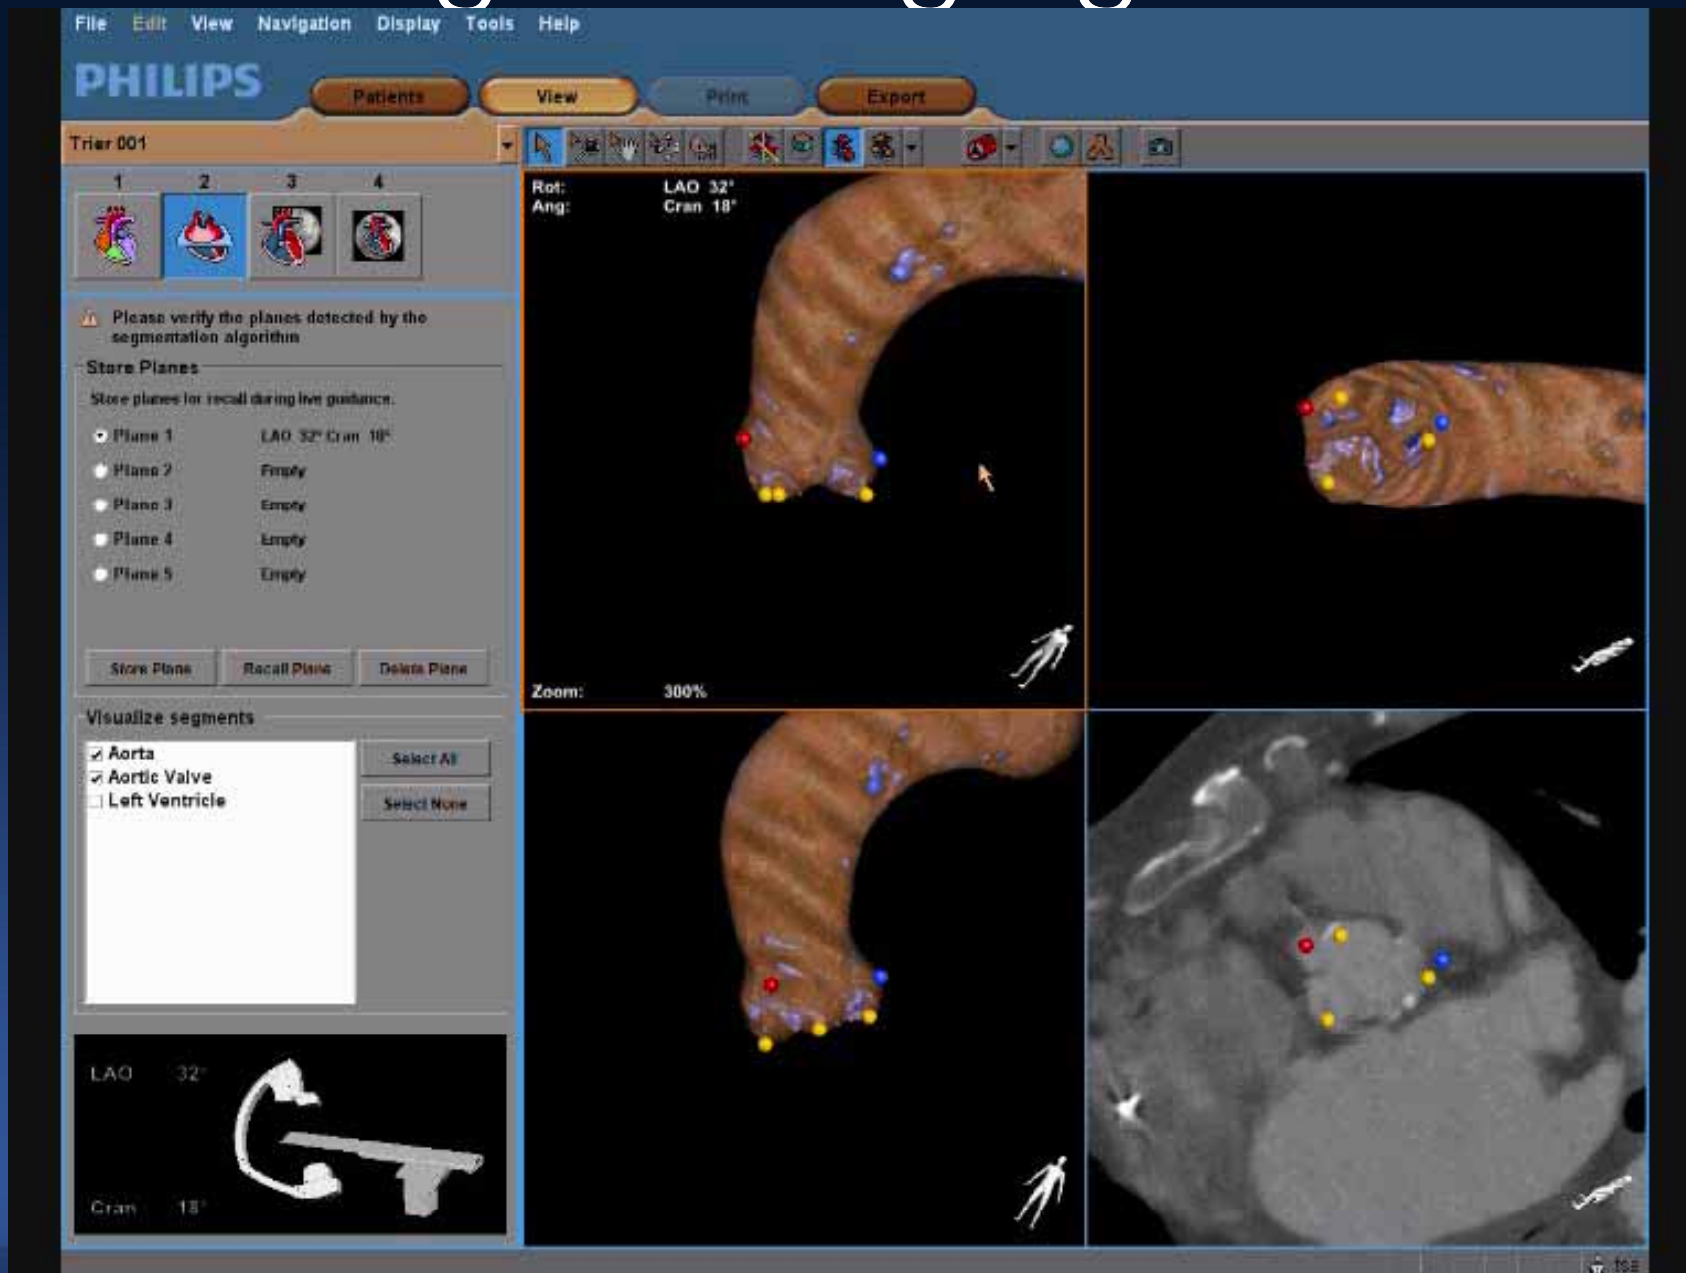 File Edit View Navigation Display Tools Help
PHILIPS
Patients View Print Export
Trier 001
1 2 3 4
Please verify the planes detected by the
segmentation algorithm
Store Planes
Store planes for recall during live guidance.
Plane 1 LAO 32° Cran 18°
Plane 2 Empty
Plane 3 Empty
Plane 4 Empty
Plane 5 Empty
Store Plane Recall Plane Delete Plane
Visualize segments
Aorta
Aortic Valve
Left Ventricle
Select All
Select None
LAO 32°
Cran 18°
Rot: LAO 32°
Ang: Cran 18°
Zoom: 300%